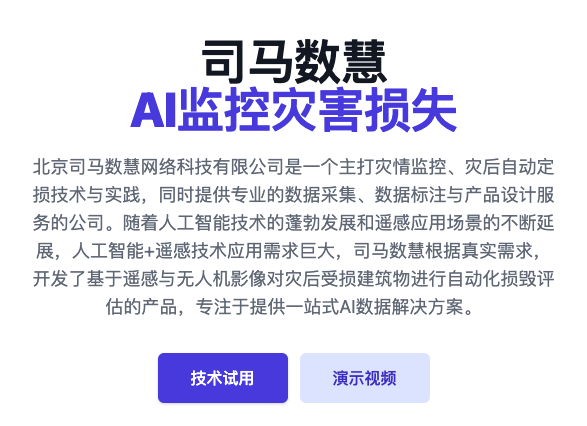 司马数慧
AI监控灾害损失
北京司马数慧网络科技有限公司是一个主打灾情监控、灾后自动定
损技术与实践，同时提供专业的数据采集、数据标注与产品设计服
务的公司。随着人工智能技术的蓬勃发展和遥感应用场景的不断延
展，人工智能+遥感技术应用需求巨大，司马数慧根据真实需求，
开发了基于遥感与无人机影像对灾后受损建筑物进行自动化损毁评
估的产品，专注于提供一站式AI数据解决方案。
技术试用
演示视频